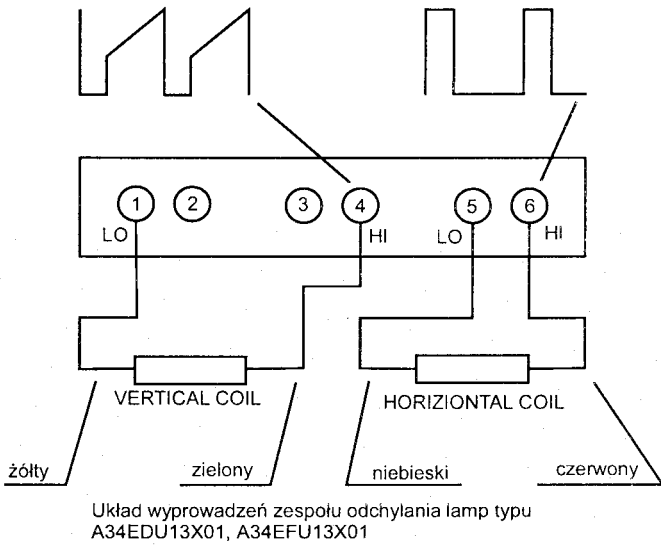 1 2 3 4 5 6
LO HI LO HI
VERTICAL COIL HORIZIONTAL COIL
żółty zielony niebieski czerwony
Układ wyprowadzeń zespołu odchylania lamp typu
A34EDU13X01, A34EFU13X01